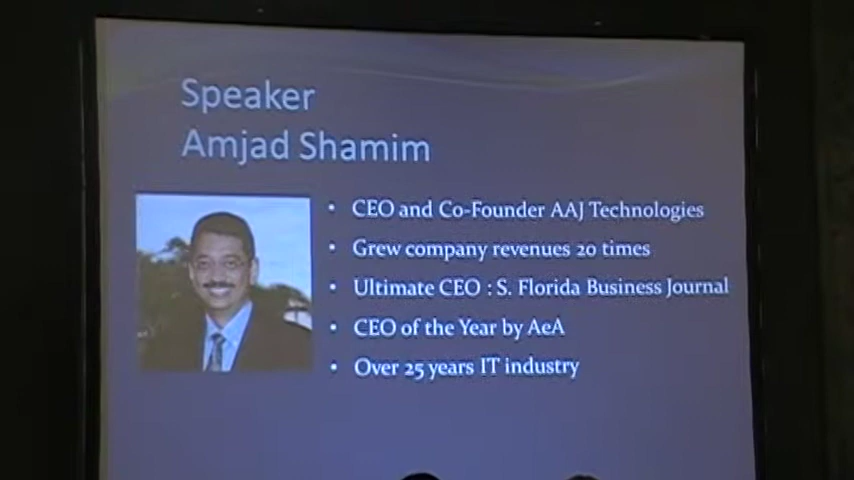 Speaker
Amjad Shamim
• CEO and Co-Founder AAJ Technologies
• Grew company revenues 20 times
• Ultimate CEO : S. Florida Business Journal
• CEO of the Year by AeA
• Over 25 years IT industry